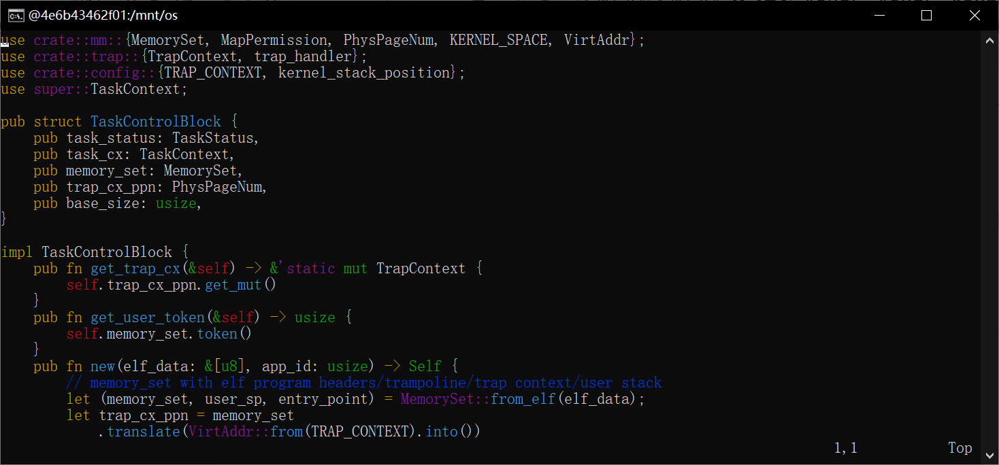 @4e6b43462f01:/mnt/os
use crate::mm::{MemorySet, MapPermission, PhysPageNum, KERNEL_SPACE, VirtAddr};
use crate::trap::{TrapContext, trap_handler};
use crate::config::{TRAP_CONTEXT, kernel_stack_position};
use super::TaskContext;

pub struct TaskControlBlock {
    pub task_status: TaskStatus,
    pub task_cx: TaskContext,
    pub memory_set: MemorySet,
    pub trap_cx_ppn: PhysPageNum,
    pub base_size: usize,
}

impl TaskControlBlock {
    pub fn get_trap_cx(&self) -> &'static mut TrapContext {
        self.trap_cx_ppn.get_mut()
    }
    pub fn get_user_token(&self) -> usize {
        self.memory_set.token()
    }
    pub fn new(elf_data: &[u8], app_id: usize) -> Self {
        // memory_set with elf program headers/trampoline/trap context/user stack
        let (memory_set, user_sp, entry_point) = MemorySet::from_elf(elf_data);
        let trap_cx_ppn = memory_set
            .translate(VirtAddr::from(TRAP_CONTEXT).into())
1,1 Top